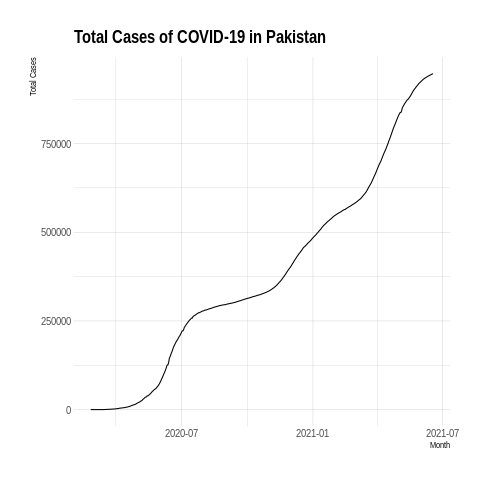 Total Cases of COVID-19 in Pakistan
Total Cases
750000
500000
250000
0
2020-07
2021-01
2021-07
Month